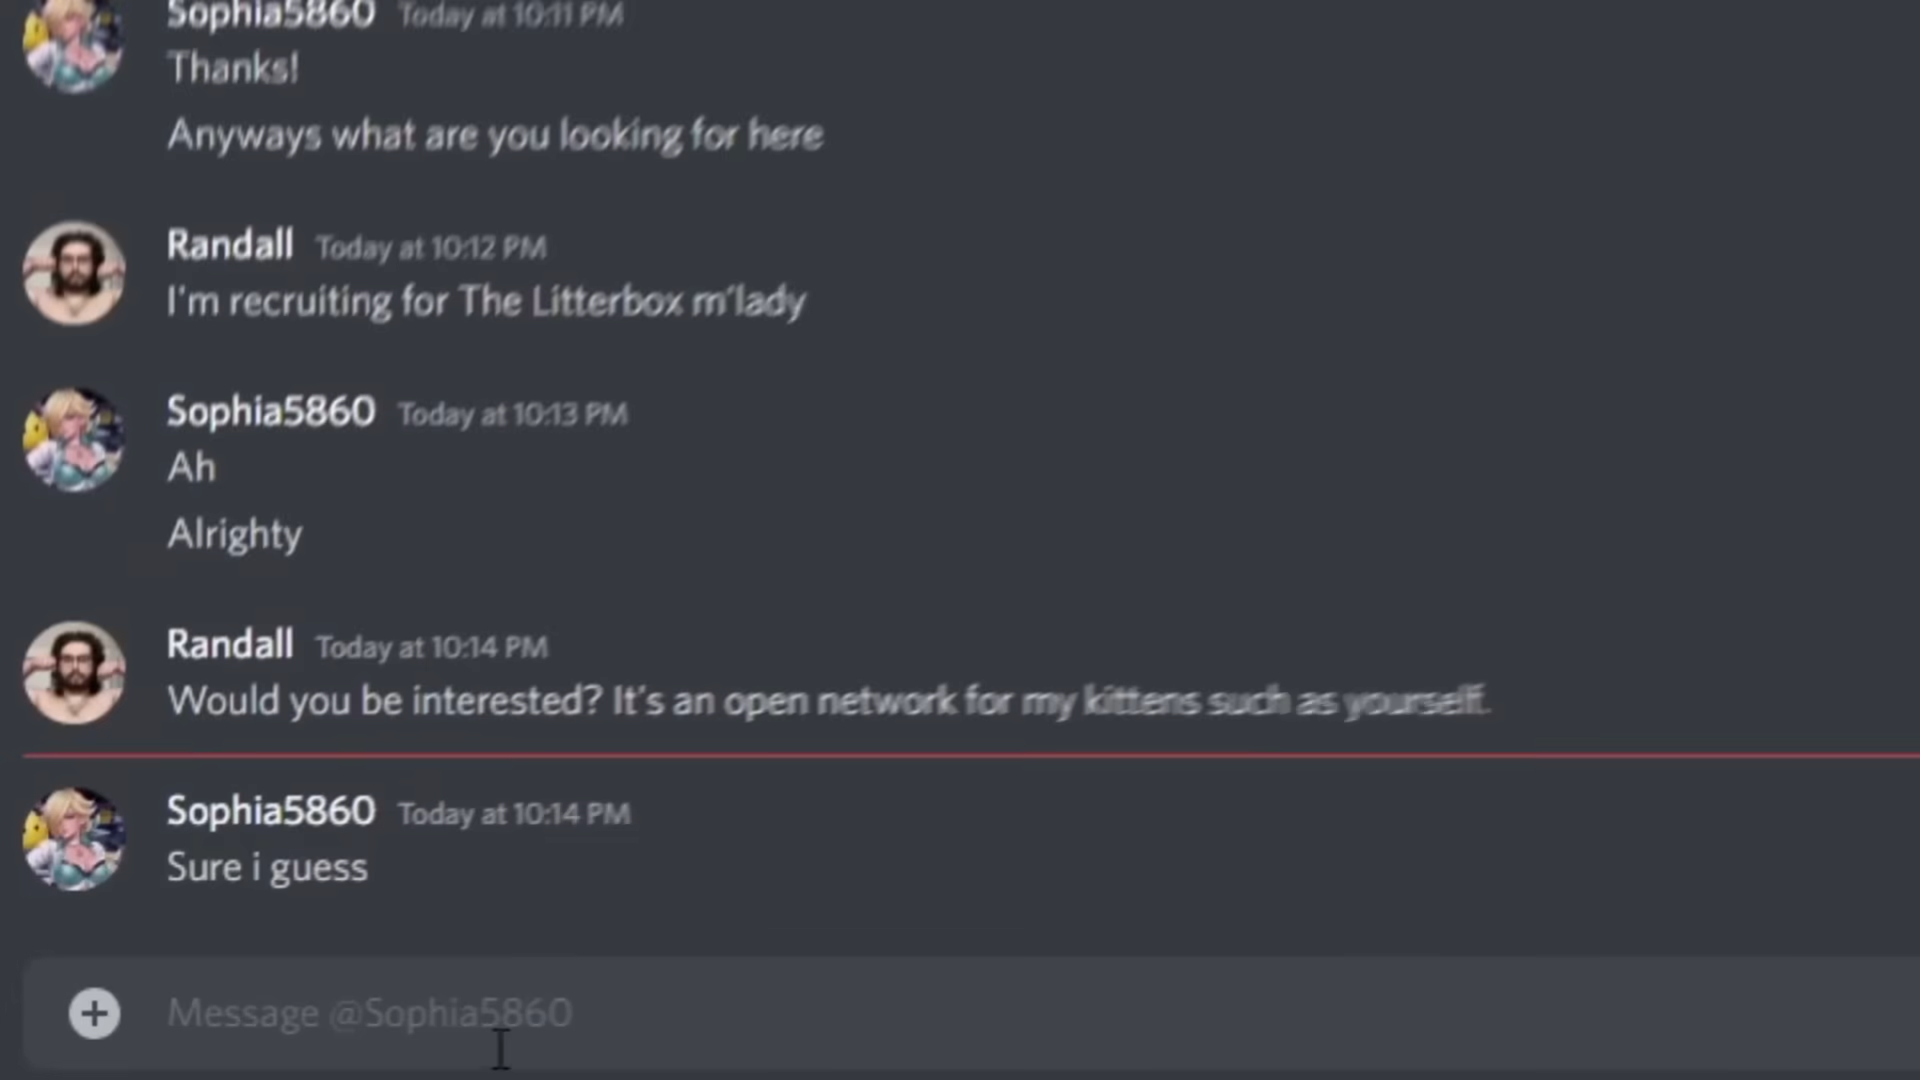 Sophia5860 Today at 10:11 PM
Thanks!
Anyways what are you looking for here
Randall Today at 10:12 PM
I'm recruiting for The Litterbox m'lady
Sophia5860 Today at 10:13 PM
Ah
Alrighty
Randall Today at 10:14 PM
Would you be interested? It's an open network for my kittens such as yourself.
Sophia5860 Today at 10:14 PM
Sure i guess
Message @Sophia5860